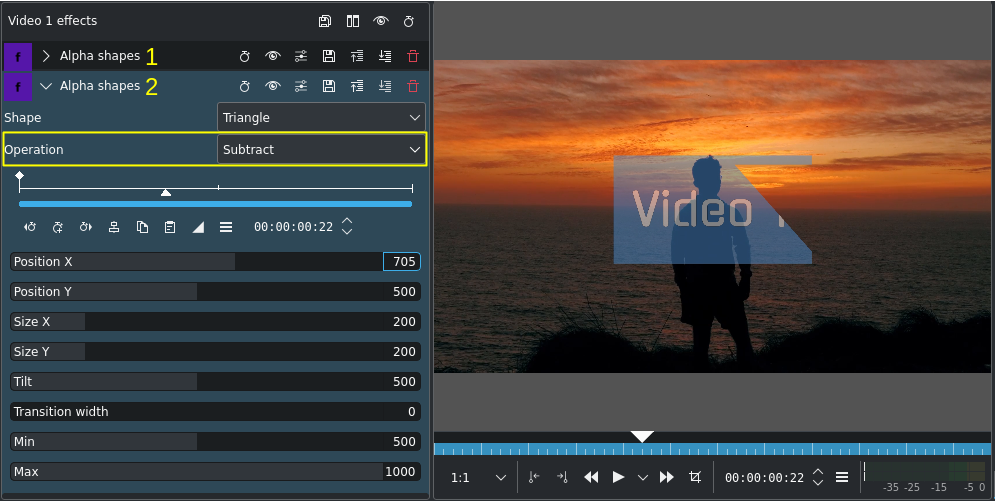 Video 1 effects
f Alpha shapes 1
f Alpha shapes 2
Shape Triangle
Operation Subtract
00:00:00:22
Position X 705
Position Y 500
Size X 200
Size Y 200
Tilt 500
Transition width 0
Min 500
Max 1000
Video
1:1 00:00:00:22
-35 -25 -15 -5 0